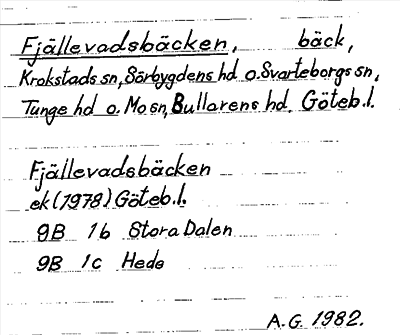 Fjällevadsbäcken, bäck,
Krokstads sn, Sörbygdens hd o. Svarteborgs sn,
Tunge hd o. Mo sn, Bullarens hd, Göteb.l.
Fjällevadsbäcken
ek (1978) Göteb.l.
9B 1b Stora Dalen
9B 1c Hede
A.G. 1982.